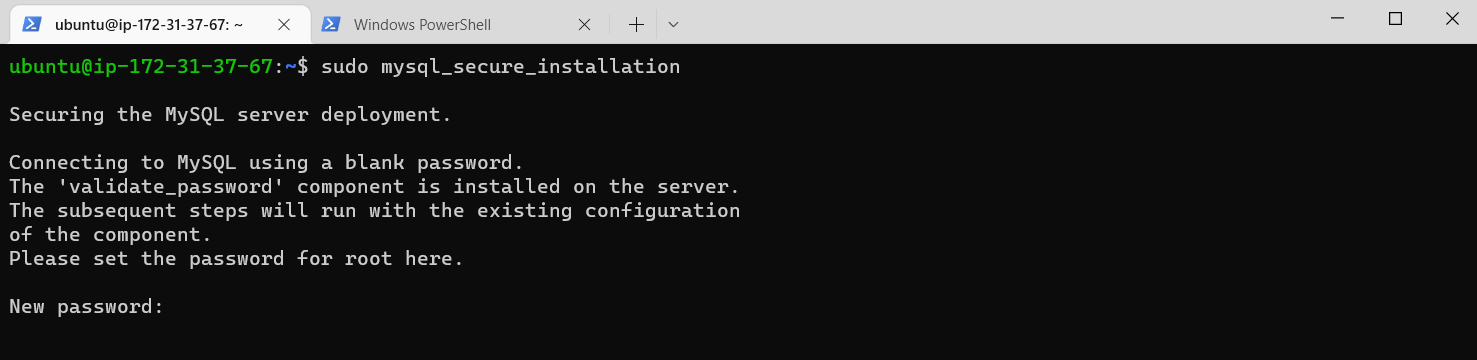 ubuntu@ip-172-31-37-67: ~ Windows PowerShell
ubuntu@ip-172-31-37-67:~$ sudo mysql_secure_installation
Securing the MySQL server deployment.
Connecting to MySQL using a blank password.
The 'validate_password' component is installed on the server.
The subsequent steps will run with the existing configuration
of the component.
Please set the password for root here.
New password: